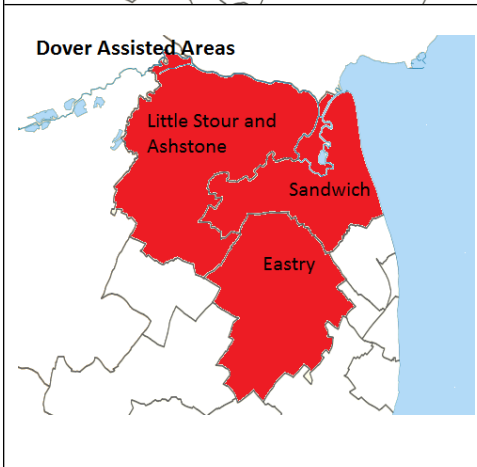 Dover Assisted Areas
Little Stour and
Ashstone
Sandwich
Eastry